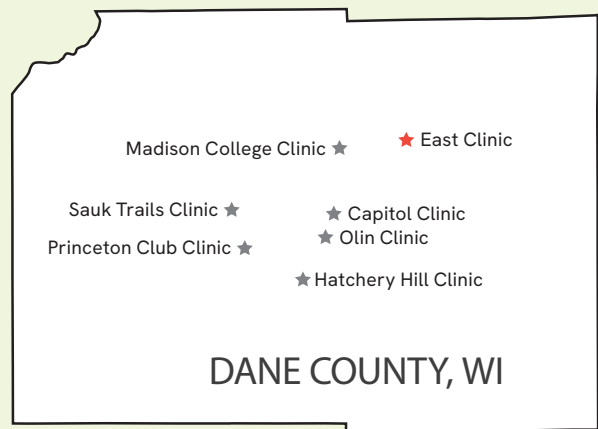 East Clinic
Madison College Clinic
Sauk Trails Clinic
Capitol Clinic
Olin Clinic
Princeton Club Clinic
Hatchery Hill Clinic
DANE COUNTY, WI